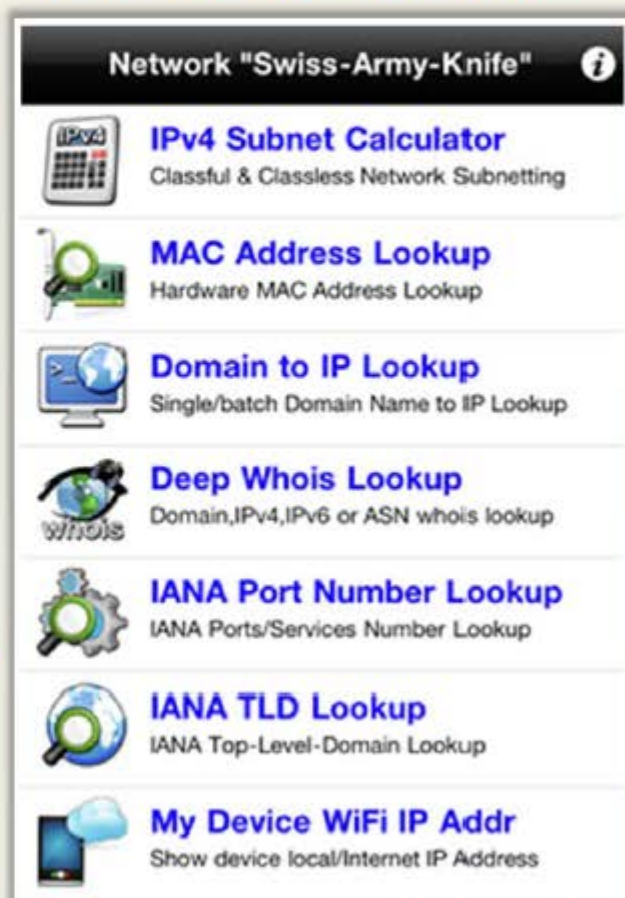 Network "Swiss-Army-Knife"
IPv4
IPv4 Subnet Calculator
Classful & Classless Network Subnetting
MAC Address Lookup
Hardware MAC Address Lookup
>_
Domain to IP Lookup
Single/batch Domain Name to IP Lookup
whois
Deep Whois Lookup
Domain,IPv4,IPv6 or ASN whois lookup
IANA Port Number Lookup
IANA Ports/Services Number Lookup
IANA TLD Lookup
IANA Top-Level-Domain Lookup
My Device WiFi IP Addr
Show device local/Internet IP Address